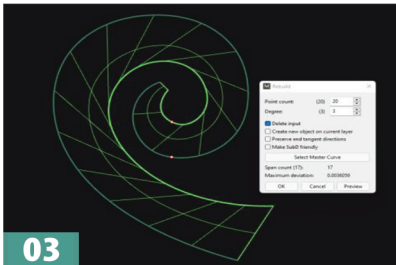 Rebuild
Point count: (20) 20
Degree: (3) 3
Delete input
Create new object on current layer
Preserve end tangent directions
Make SubD friendly
Select Master Curve
Span count (17): 17
Maximum deviation: 0.0038059
OK Cancel Preview
03